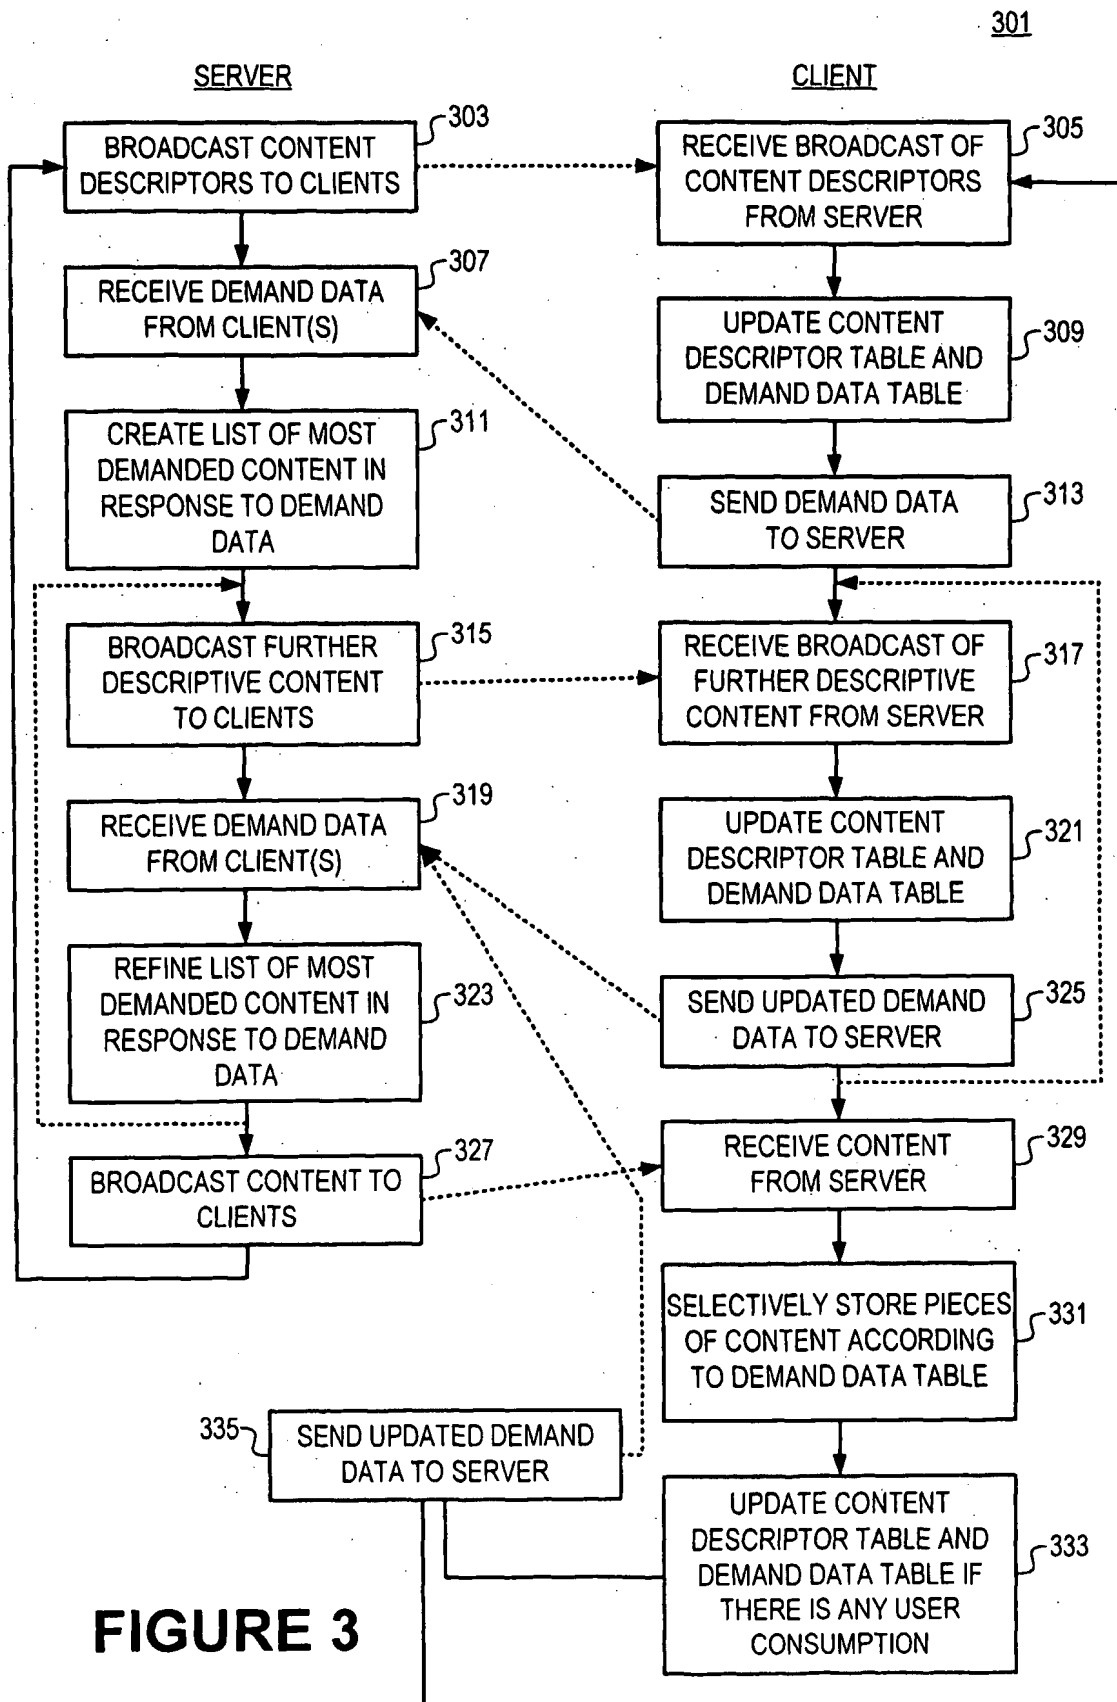 301
SERVER
CLIENT
303
BROADCAST CONTENT
DESCRIPTORS TO CLIENTS
305
RECEIVE BROADCAST OF
CONTENT DESCRIPTORS
FROM SERVER
307
RECEIVE DEMAND DATA
FROM CLIENT(S)
309
UPDATE CONTENT
DESCRIPTOR TABLE AND
DEMAND DATA TABLE
311
CREATE LIST OF MOST
DEMANDED CONTENT IN
RESPONSE TO DEMAND
DATA
313
SEND DEMAND DATA
TO SERVER
315
BROADCAST FURTHER
DESCRIPTIVE CONTENT
TO CLIENTS
317
RECEIVE BROADCAST OF
FURTHER DESCRIPTIVE
CONTENT FROM SERVER
319
RECEIVE DEMAND DATA
FROM CLIENT(S)
321
UPDATE CONTENT
DESCRIPTOR TABLE AND
DEMAND DATA TABLE
323
REFINE LIST OF MOST
DEMANDED CONTENT IN
RESPONSE TO DEMAND
DATA
325
SEND UPDATED DEMAND
DATA TO SERVER
327
BROADCAST CONTENT TO
CLIENTS
329
RECEIVE CONTENT
FROM SERVER
331
SELECTIVELY STORE PIECES
OF CONTENT ACCORDING
TO DEMAND DATA TABLE
335
SEND UPDATED DEMAND
DATA TO SERVER
333
UPDATE CONTENT
DESCRIPTOR TABLE AND
DEMAND DATA TABLE IF
THERE IS ANY USER
CONSUMPTION
FIGURE 3